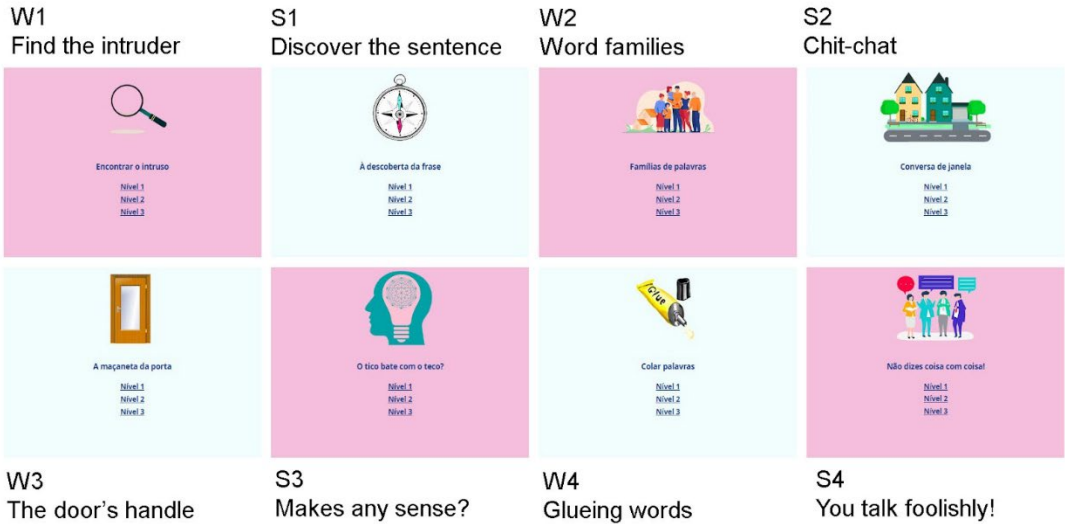 W1
Find the intruder
S1
Discover the sentence
W2
Word families
S2
Chit-chat
Encontrar o intruso
Nível 1
Nível 2
Nível 3
À descoberta da frase
Nível 1
Nível 2
Nível 3
Famílias de palavras
Nível 1
Nível 2
Nível 3
Conversa de janela
Nível 1
Nível 2
Nível 3
A maçaneta da porta
Nível 1
Nível 2
Nível 3
O tico bate com o teco?
Nível 1
Nível 2
Nível 3
Glue
Colar palavras
Nível 1
Nível 2
Nível 3
Não dizes coisa com coisa!
Nível 1
Nível 2
Nível 3
W3
The door's handle
S3
Makes any sense?
W4
Glueing words
S4
You talk foolishly!